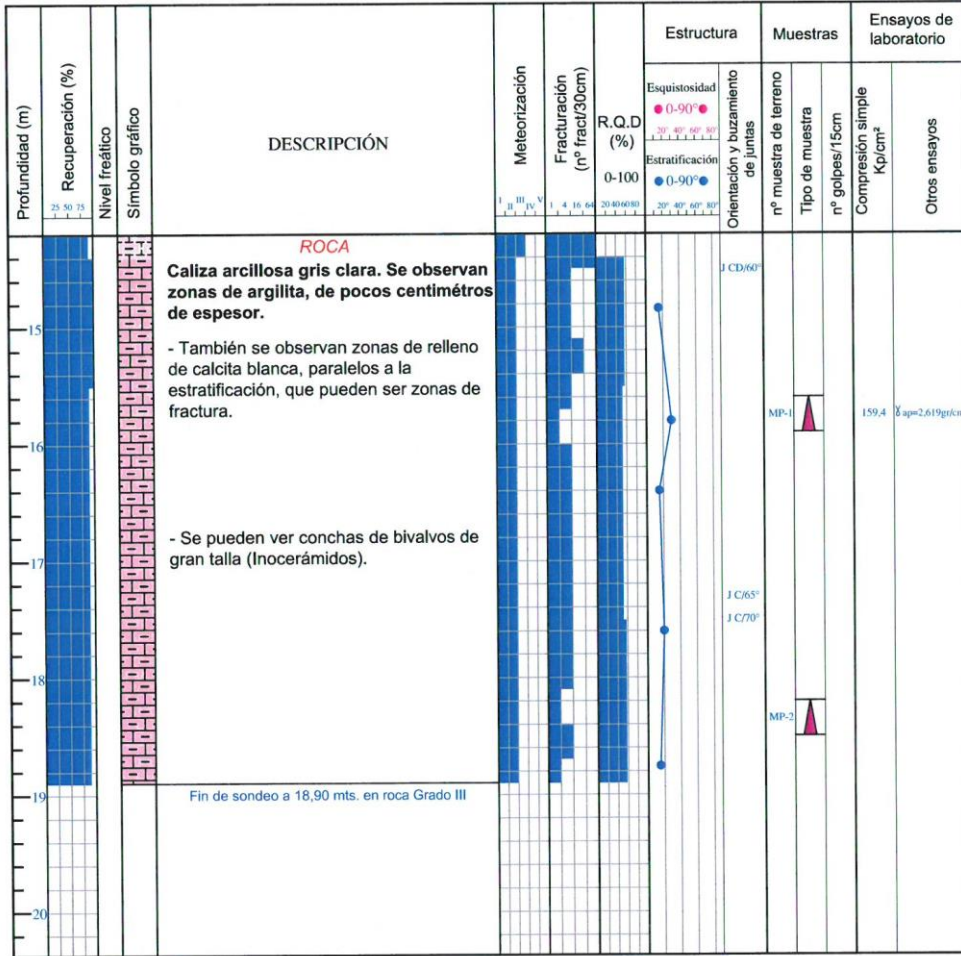 Profundidad (m)
Recuperación (%)
25 50 75
Nivel freático
Símbolo gráfico
DESCRIPCIÓN
Meteorización
I II III IV V
Fracturación
(nº fract/30cm)
1 4 16 64
R.Q.D
(%)
0-100
20 40 60 80
Estructura
Esquistosidad
0-90°
20° 40° 60° 80°
Estratificación
0-90°
20° 40° 60° 80°
Orientación y buzamiento
de juntas
Muestras
nº muestra de terreno
Tipo de muestra
nº golpes/15cm
Ensayos de
laboratorio
Compresión simple
Kp/cm²
Otros ensayos
ROCA
Caliza arcillosa gris clara. Se observan
zonas de argilita, de pocos centimétros
de espesor.
J CD/60°
15
- También se observan zonas de relleno
de calcita blanca, paralelos a la
estratificación, que pueden ser zonas de
fractura.
MP-1
159,4
ɣ ap=2,619gr/cm
16
- Se pueden ver conchas de bivalvos de
gran talla (Inocerámidos).
17
J C/65°
J C/70°
18
MP-2
19
Fin de sondeo a 18,90 mts. en roca Grado III
20